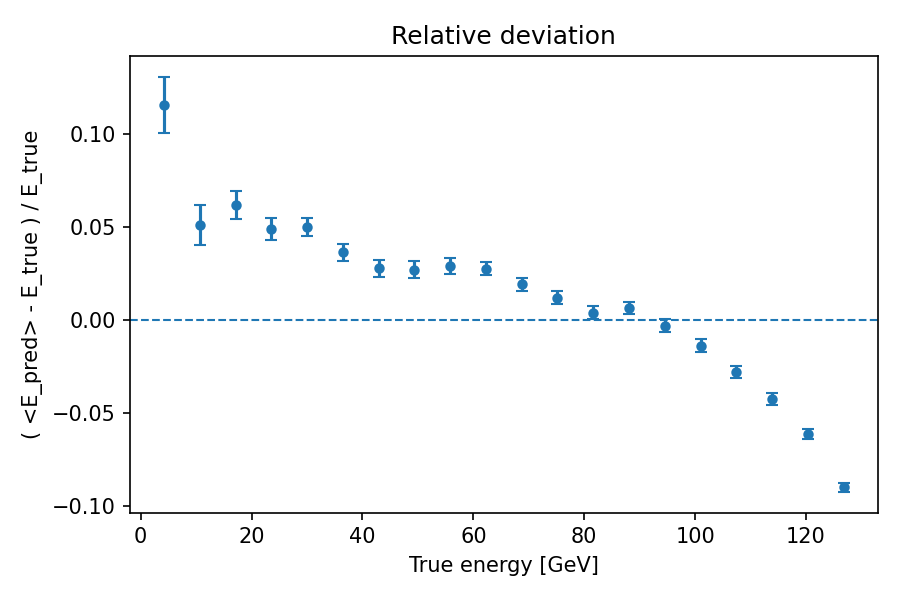 Relative deviation
( <E_pred> - E_true ) / E_true
0.10
0.05
0.00
−0.05
−0.10
0 20 40 60 80 100 120
True energy [GeV]